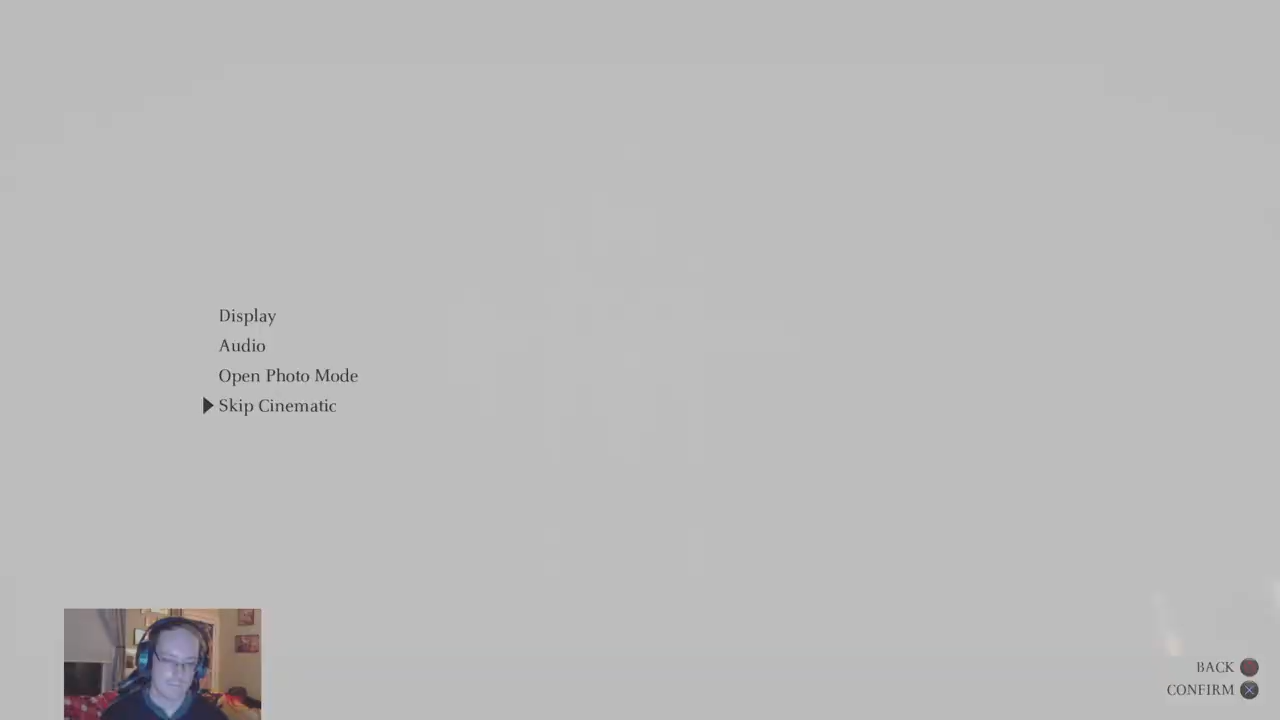 Display
Audio
Open Photo Mode
Skip Cinematic
BACK
CONFIRM